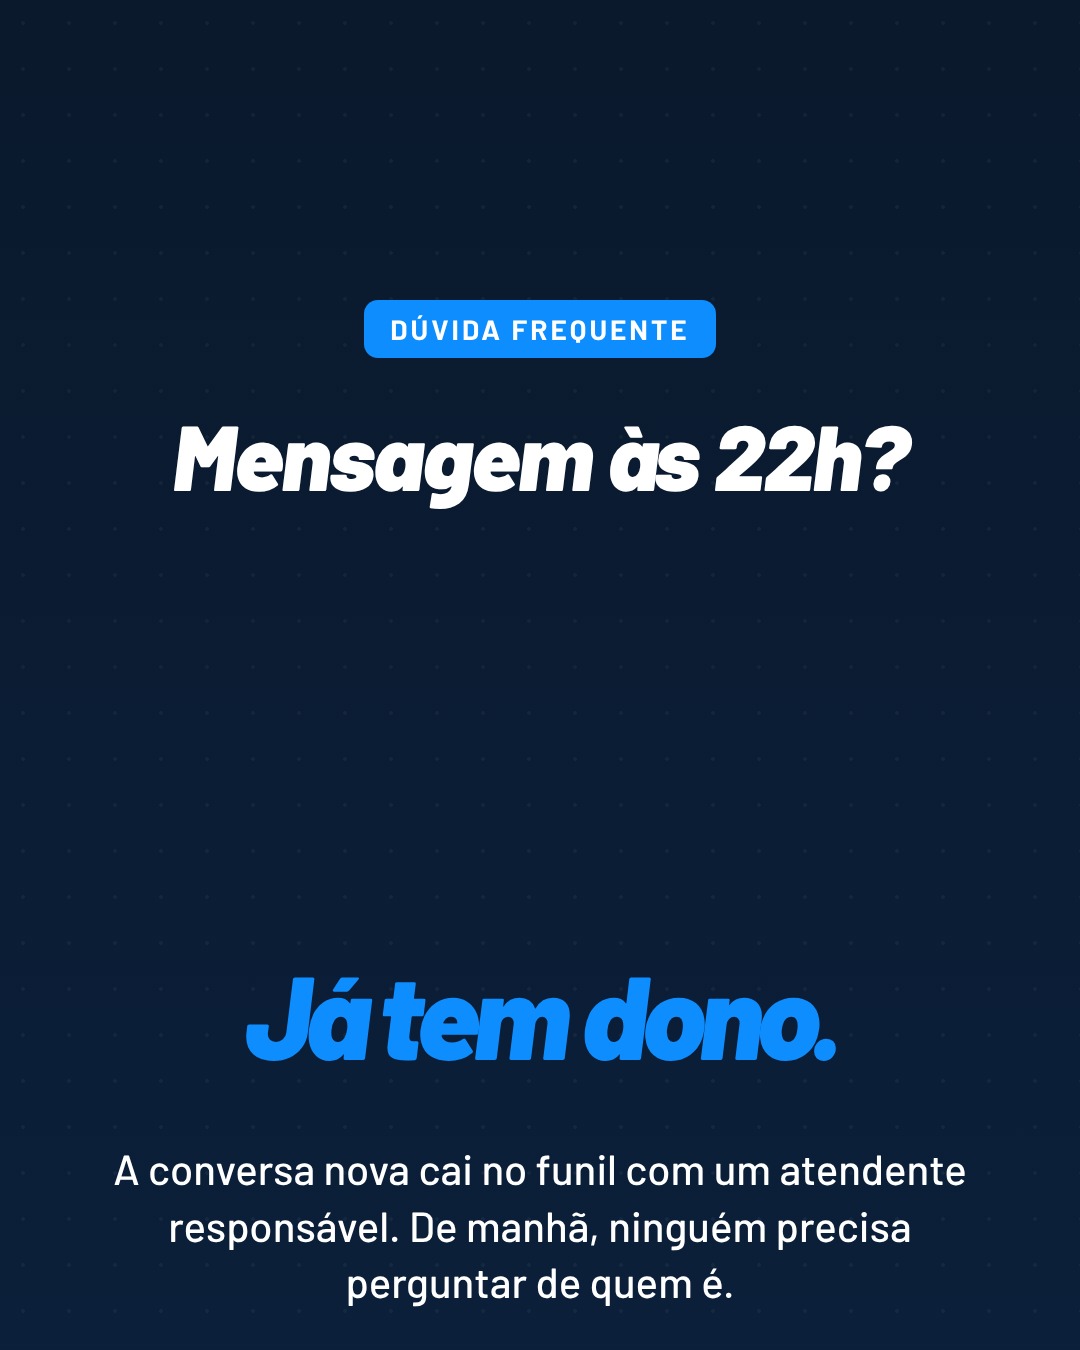 DÚVIDA FREQUENTE
Mensagem às 22h?
Já tem dono.
A conversa nova cai no funil com um atendente
responsável. De manhã, ninguém precisa
perguntar de quem é.